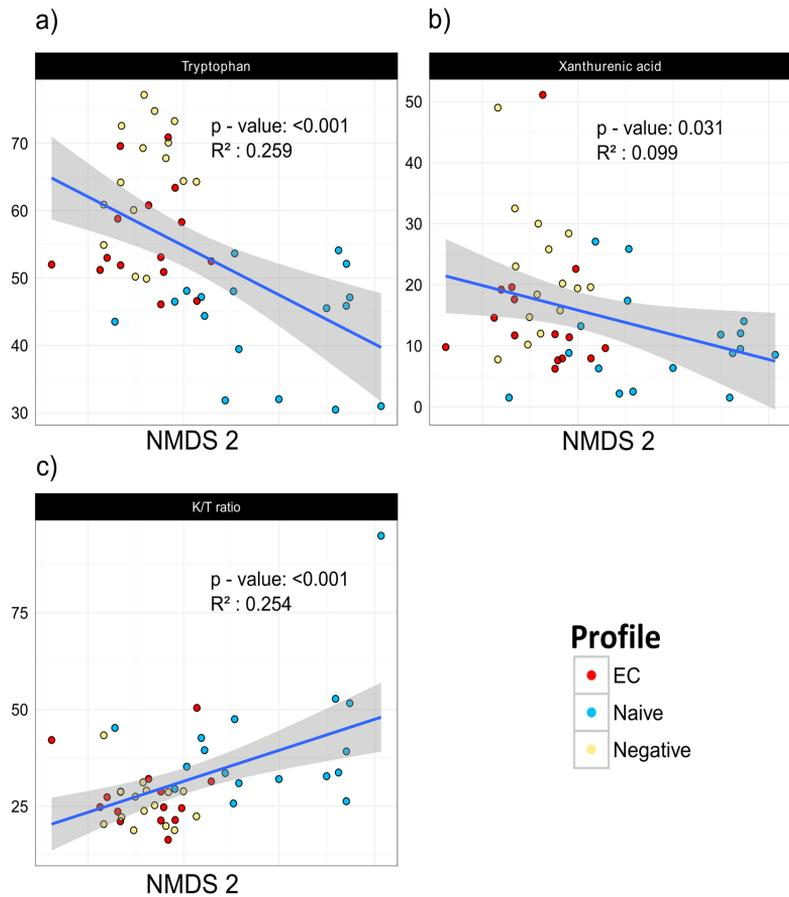 a)
Tryptophan
p - value: <0.001
R² : 0.259
70
60
50
40
30
NMDS 2
b)
Xanthurenic acid
p - value: 0.031
R² : 0.099
50
40
30
20
10
0
NMDS 2
c)
K/T ratio
p - value: <0.001
R² : 0.254
75
50
25
NMDS 2
Profile
EC
Naive
Negative